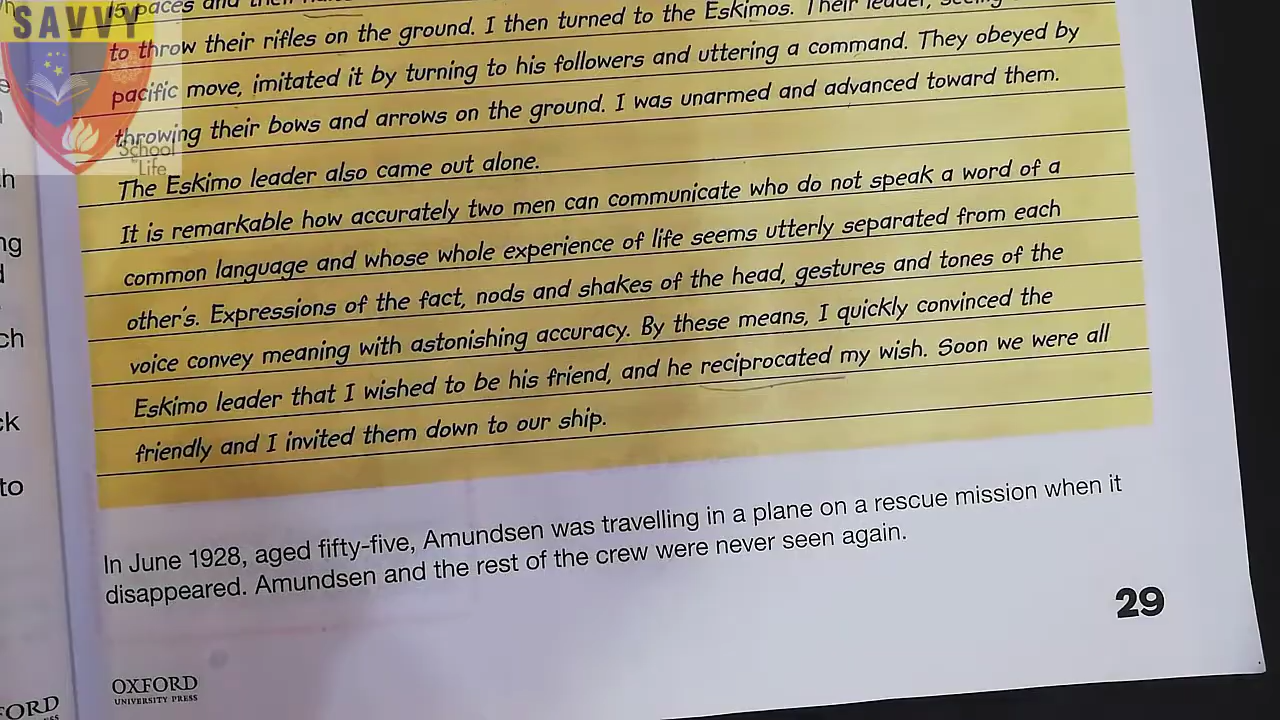 SAVVY
School
"Life
15 paces and
to throw their rifles on the ground. I then turned to the Eskimos. Their leader,
pacific move, imitated it by turning to his followers and uttering a command. They obeyed by
throwing their bows and arrows on the ground. I was unarmed and advanced toward them.
The Eskimo leader also came out alone.
It is remarkable how accurately two men can communicate who do not speak a word of a
common language and whose whole experience of life seems utterly separated from each
other's. Expressions of the fact, nods and shakes of the head, gestures and tones of the
voice convey meaning with astonishing accuracy. By these means, I quickly convinced the
Eskimo leader that I wished to be his friend, and he reciprocated my wish. Soon we were all
friendly and I invited them down to our ship.
In June 1928, aged fifty-five, Amundsen was travelling in a plane on a rescue mission when it
disappeared. Amundsen and the rest of the crew were never seen again.
29
OXFORD
UNIVERSITY PRESS